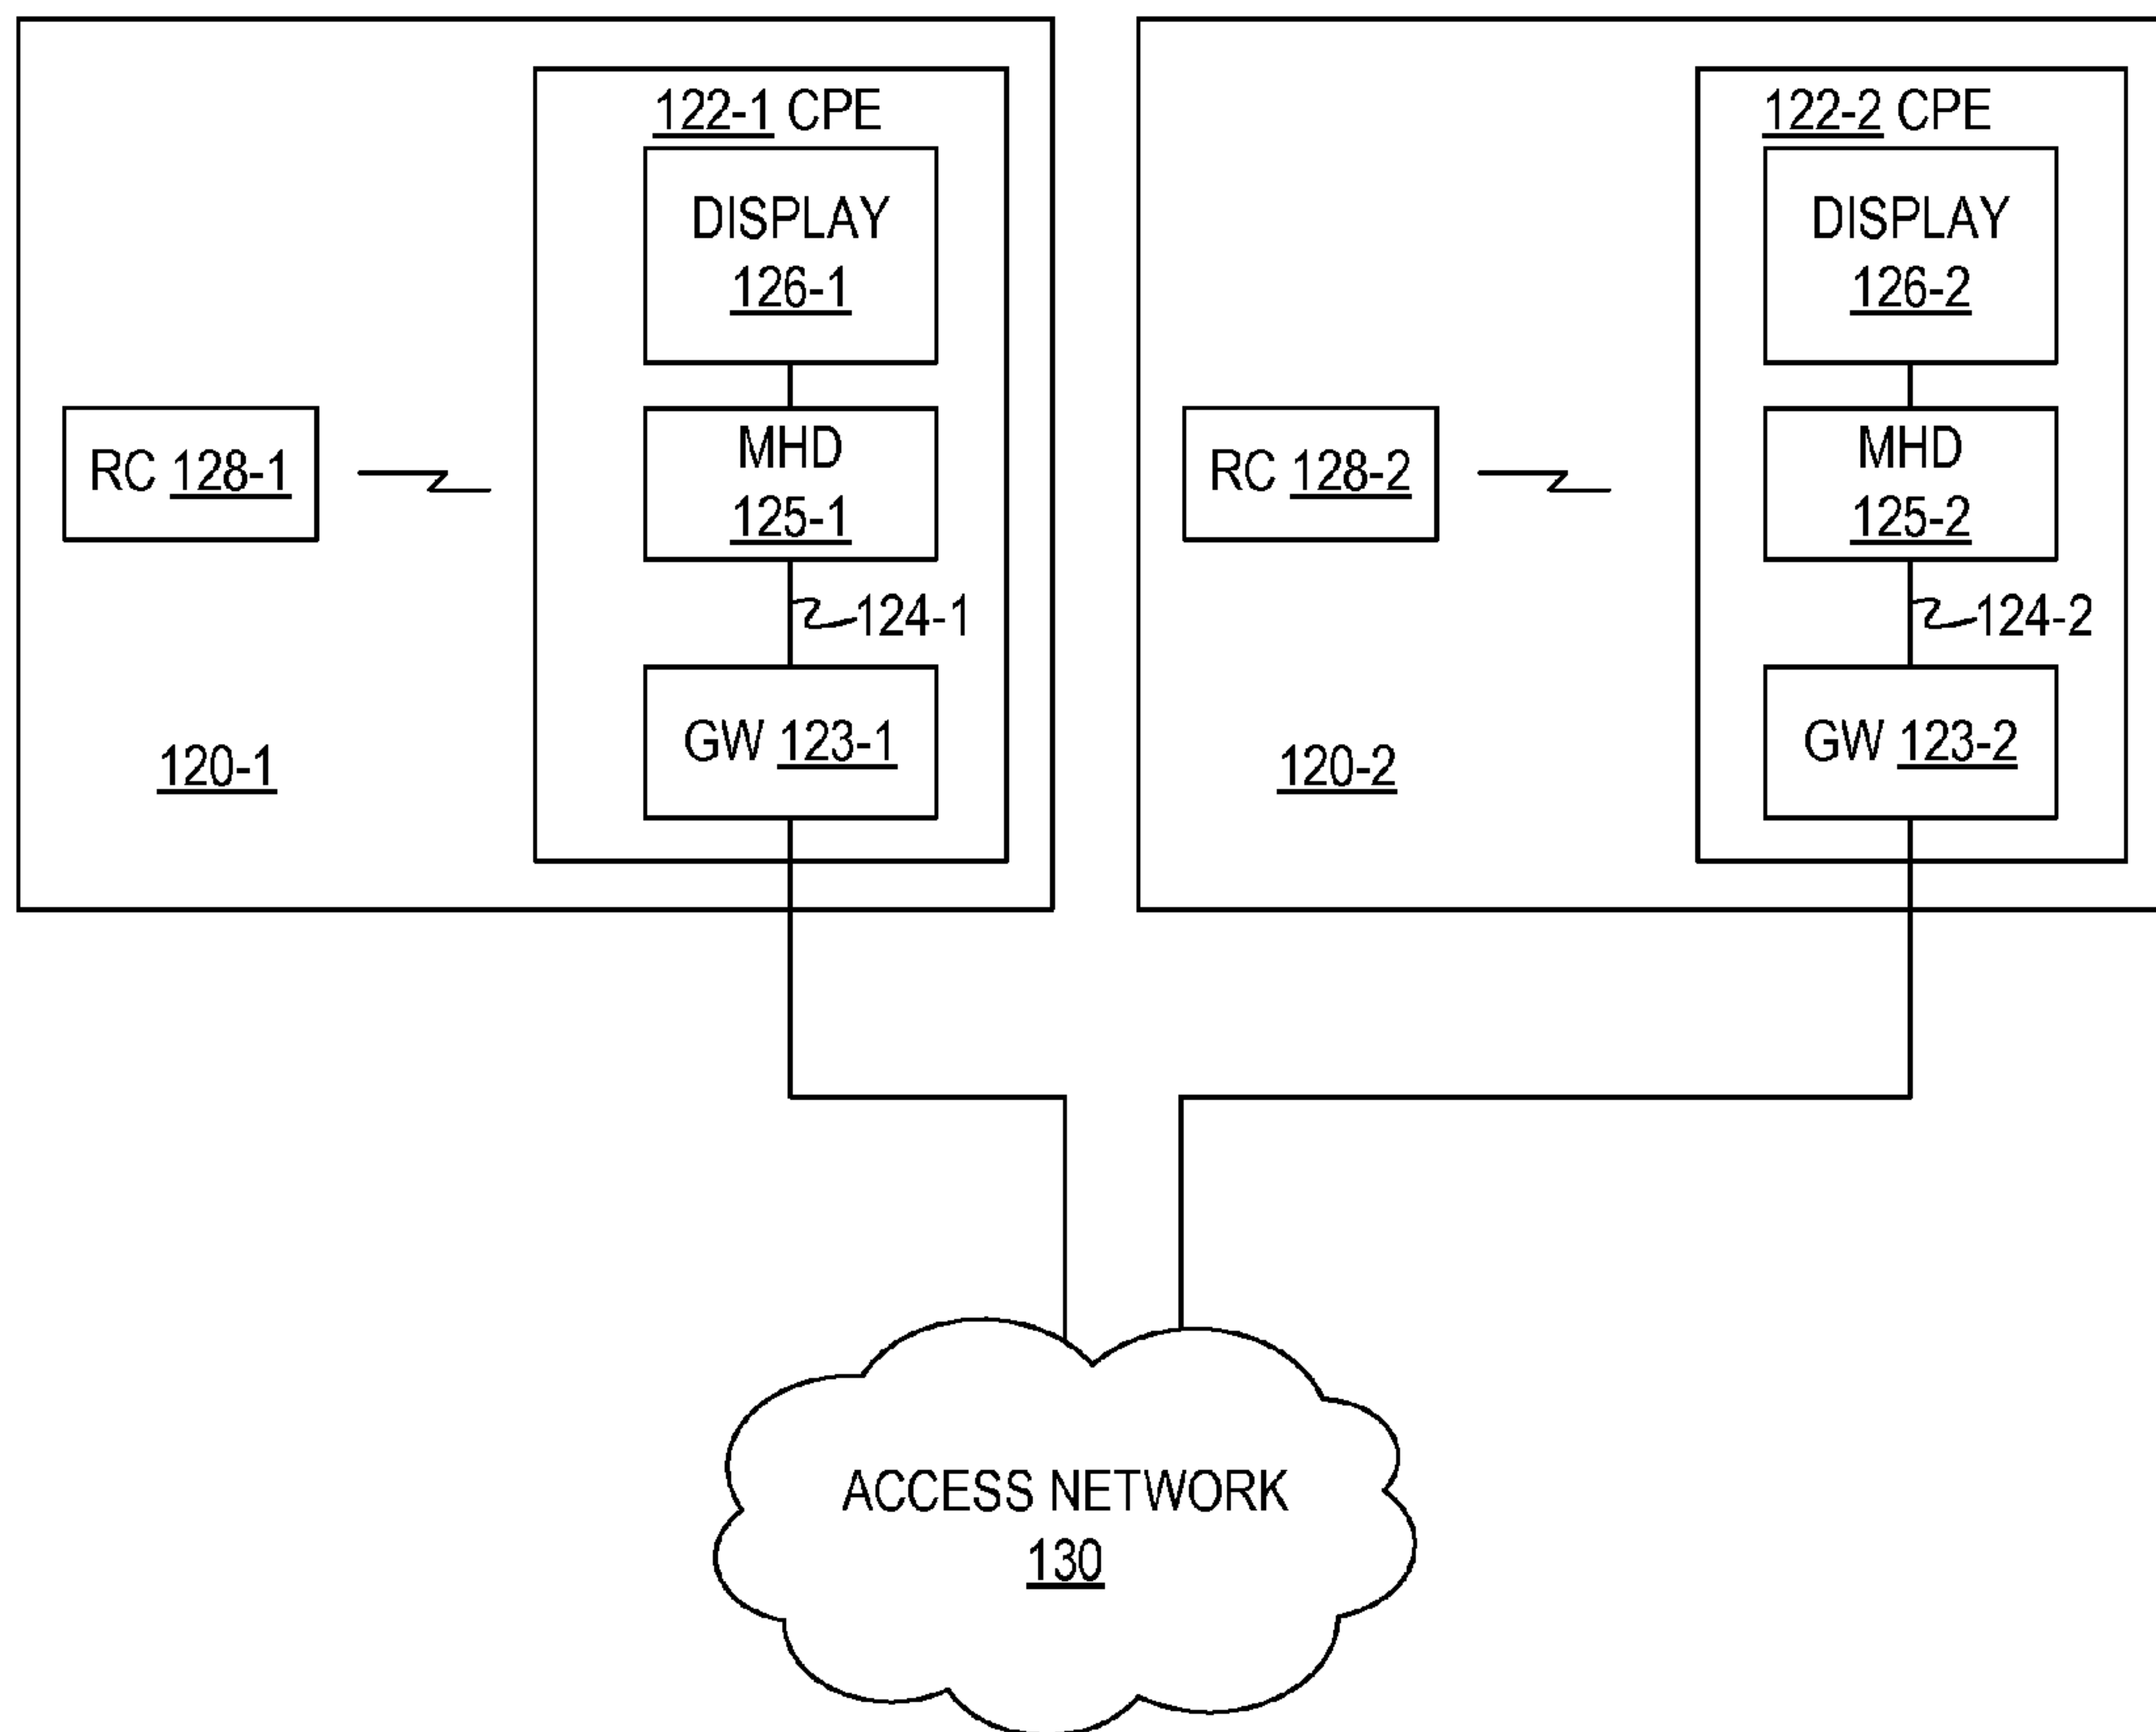 122-1 CPE
DISPLAY
126-1
RC 128-1
MHD
125-1
124-1
GW 123-1
120-1
122-2 CPE
DISPLAY
126-2
RC 128-2
MHD
125-2
124-2
GW 123-2
120-2
ACCESS NETWORK
130